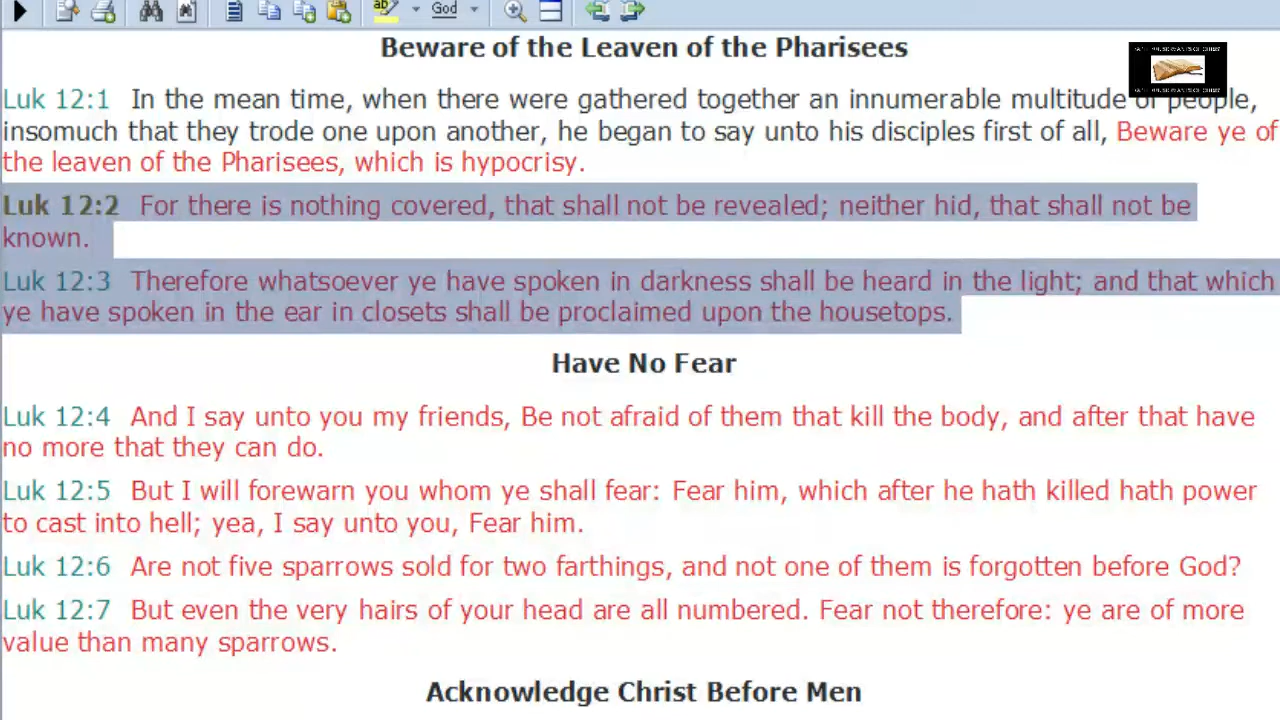 God
Beware of the Leaven of the Pharisees
Luk 12:1 In the mean time, when there were gathered together an innumerable multitude of people,
insomuch that they trode one upon another, he began to say unto his disciples first of all, Beware ye of
the leaven of the Pharisees, which is hypocrisy.
Luk 12:2 For there is nothing covered, that shall not be revealed; neither hid, that shall not be
known.
Luk 12:3 Therefore whatsoever ye have spoken in darkness shall be heard in the light; and that which
ye have spoken in the ear in closets shall be proclaimed upon the housetops.
Have No Fear
Luk 12:4 And I say unto you my friends, Be not afraid of them that kill the body, and after that have
no more that they can do.
Luk 12:5 But I will forewarn you whom ye shall fear: Fear him, which after he hath killed hath power
to cast into hell; yea, I say unto you, Fear him.
Luk 12:6 Are not five sparrows sold for two farthings, and not one of them is forgotten before God?
Luk 12:7 But even the very hairs of your head are all numbered. Fear not therefore: ye are of more
value than many sparrows.
Acknowledge Christ Before Men